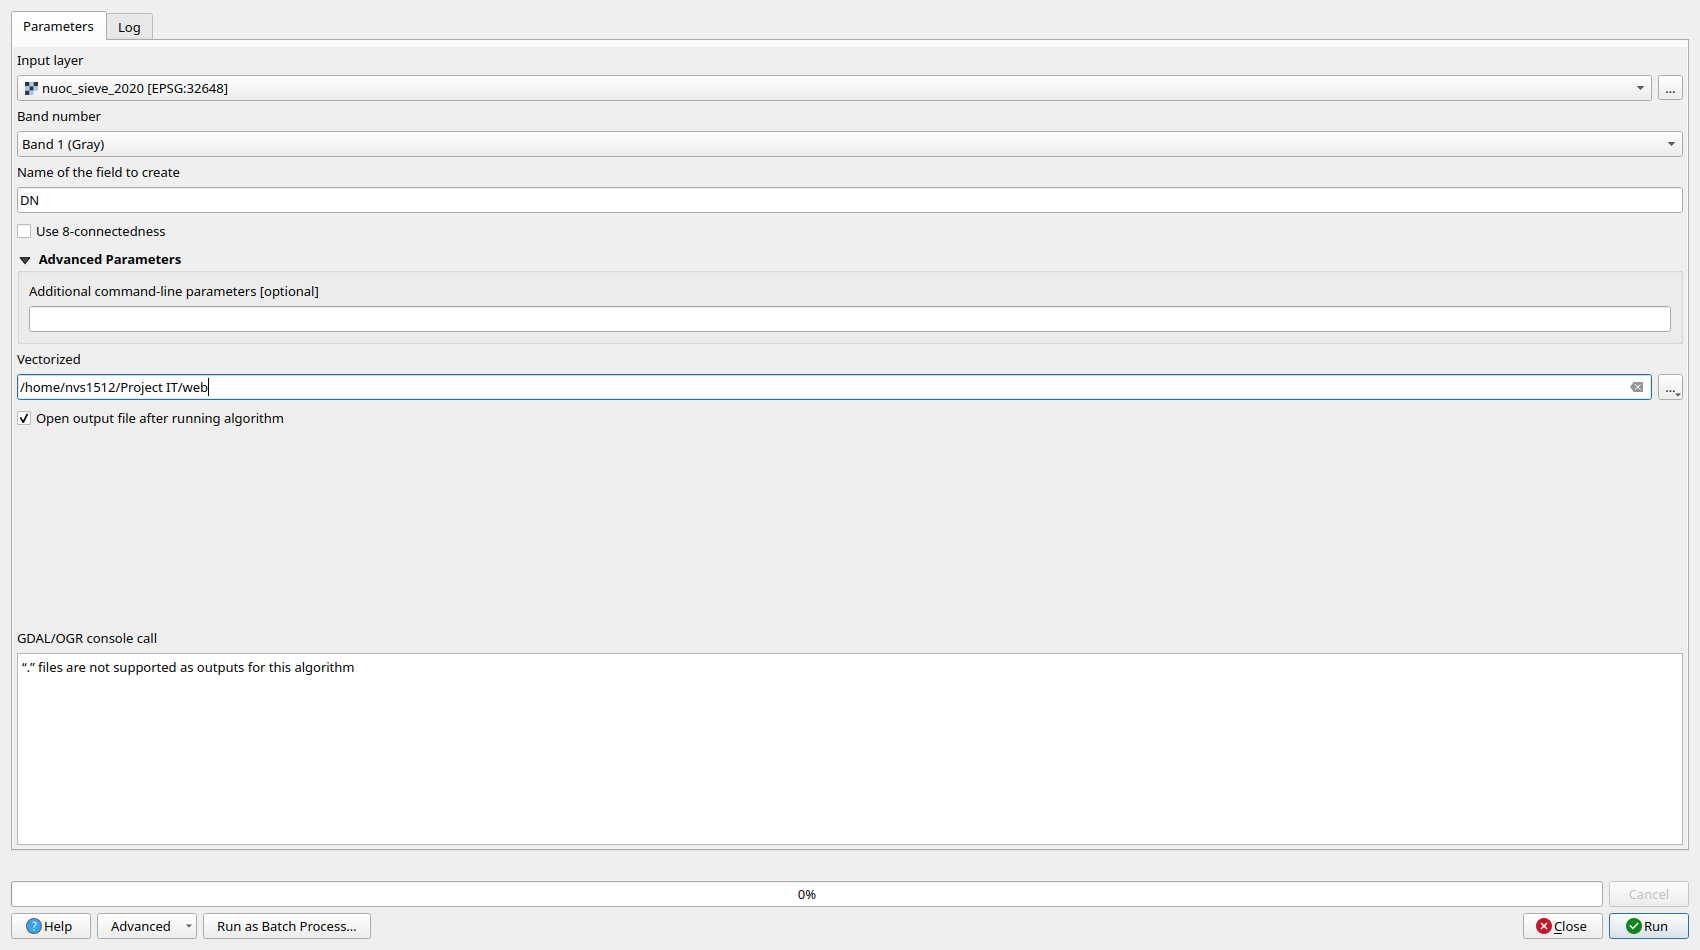 Parameters
Log
Input layer
nuoc_sieve_2020 [EPSG:32648]
...
Band number
Band 1 (Gray)
Name of the field to create
DN
Use 8-connectedness
Advanced Parameters
Additional command-line parameters [optional]
Vectorized
/home/nvs1512/Project IT/web
...
Open output file after running algorithm
GDAL/OGR console call
“.” files are not supported as outputs for this algorithm
0%
Cancel
? Help
Advanced
Run as Batch Process...
Close
Run